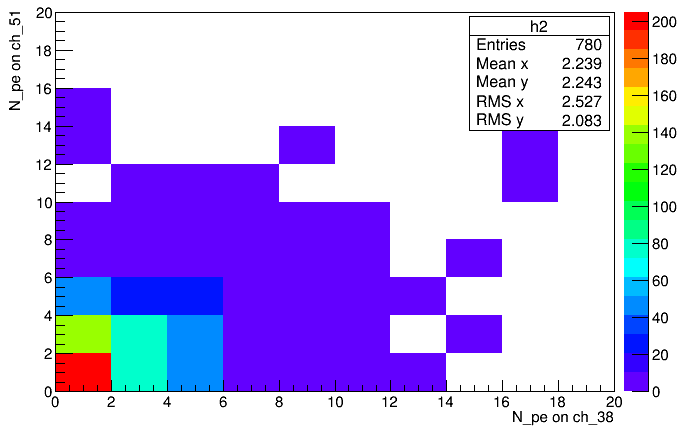 N_pe on ch_51
20
18
16
14
12
10
8
6
4
2
0
h2
Entries 780
Mean x 2.239
Mean y 2.243
RMS x 2.527
RMS y 2.083
200
180
160
140
120
100
80
60
40
20
0
0 2 4 6 8 10 12 14 16 18 20
N_pe on ch_38